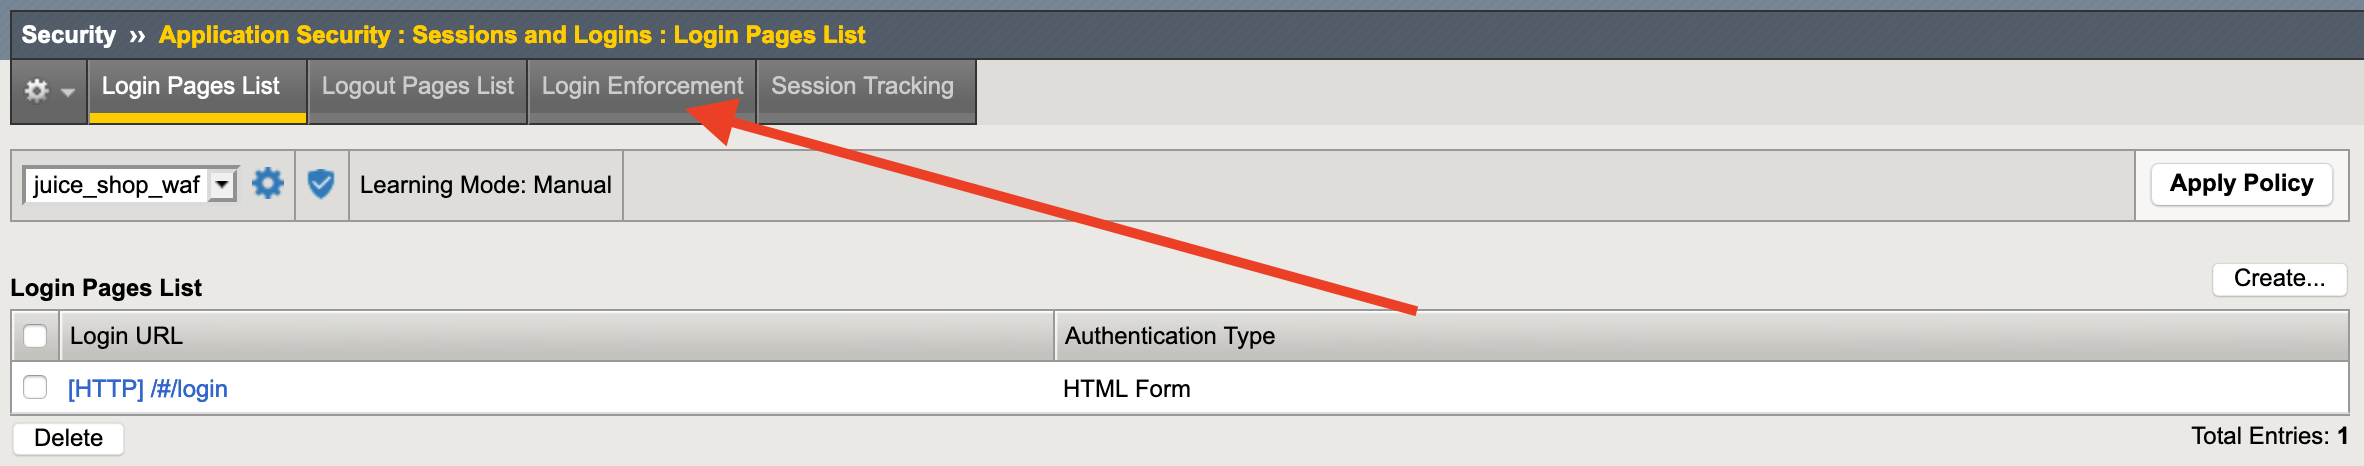 Security ›› Application Security : Sessions and Logins : Login Pages List
Login Pages List Logout Pages List Login Enforcement Session Tracking
juice_shop_waf Learning Mode: Manual Apply Policy
Login Pages List Create...
Login URL Authentication Type
[HTTP] /#/login HTML Form
Delete Total Entries: 1